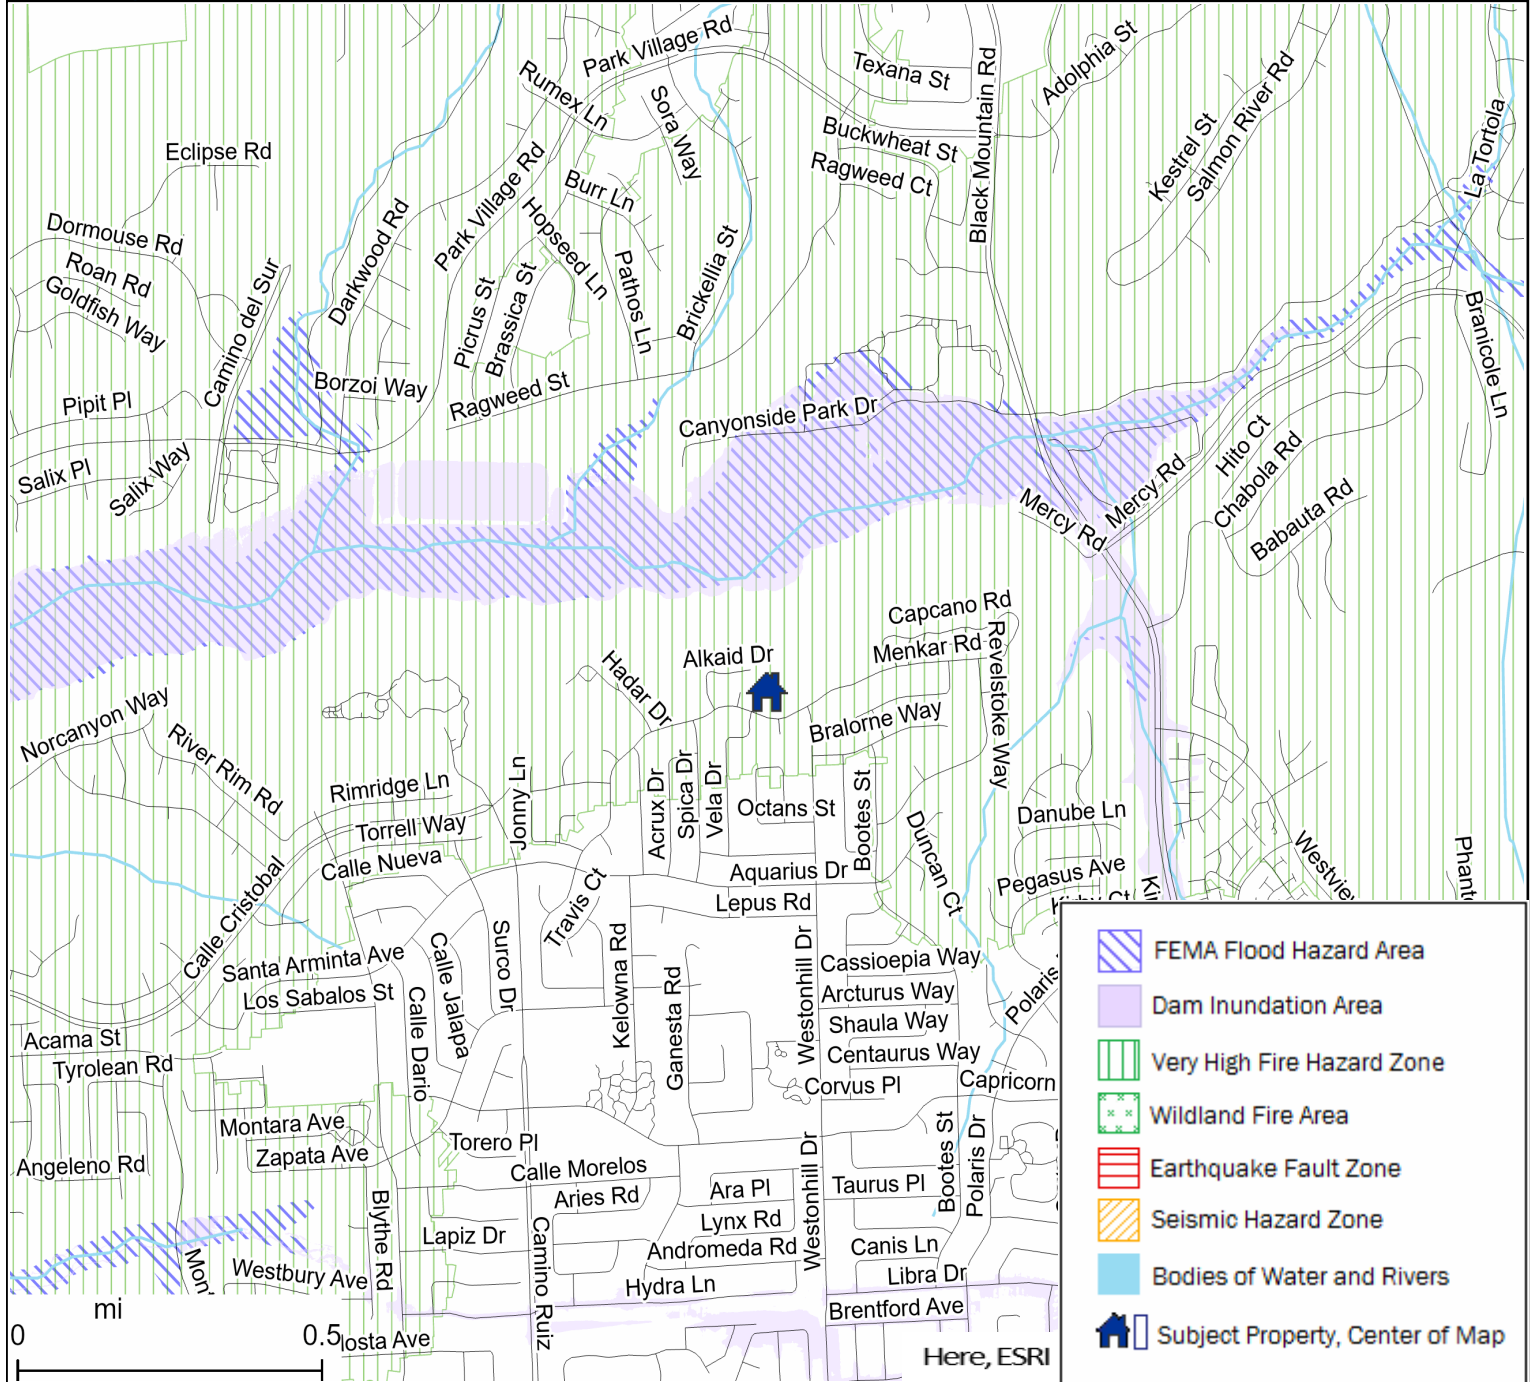 Park Village Rd
Texana St
Adolphia St
Rumex Ln
Sora Way
Black Mountain Rd
Salmon River Rd
Kestrel St
La Tortola
Buckwheat St
Ragweed Ct
Eclipse Rd
Park Village Rd
Burr Ln
Darkwood Rd
Hopseed Ln
Dormouse Rd
Roan Rd
Goldfish Way
Camino del Sur
Picrus St
Brassica St
Pathos Ln
Brickellia St
Branicole Ln
Borzoi Way
Ragweed St
Pipit Pl
Canyonside Park Dr
Salix Pl
Salix Way
Hito Ct
Chabola Rd
Babauta Rd
Mercy Rd
Mercy Rd
Capcano Rd
Menkar Rd
Revelstoke Way
Alkaid Dr
Hadar Dr
Bralorne Way
Norcanyon Way
River Rim Rd
Rimridge Ln
Jonny Ln
Torrell Way
Calle Nueva
Acrux Dr
Spica Dr
Vela Dr
Octans St
Bootes St
Danube Ln
Duncan Ct
Westview
Aquarius Dr
Pegasus Ave
Lepus Rd
Travis Ct
Calle Cristobal
Kirby Ct
Santa Arminta Ave
Los Sabalos St
Calle Jalapa
Calle Dario
Surco Dr
Kelowna Rd
Ganesta Rd
Westonhill Dr
Cassioepia Way
Arcturus Way
Shaula Way
Centaurus Way
Corvus Pl
Polaris
Capricorn
Acama St
Tyrolean Rd
Montara Ave
Zapata Ave
Angeleno Rd
Torero Pl
Calle Morelos
Aries Rd
Ara Pl
Taurus Pl
Bootes St
Polaris Dr
Westonhill Dr
Lynx Rd
Andromeda Rd
Canis Ln
Hydra Ln
Libra Dr
Brentford Ave
Blythe Rd
Lapiz Dr
Camino Ruiz
Westbury Ave
Mon
losta Ave
mi
0
0.5
Here, ESRI
FEMA Flood Hazard Area
Dam Inundation Area
Very High Fire Hazard Zone
Wildland Fire Area
Earthquake Fault Zone
Seismic Hazard Zone
Bodies of Water and Rivers
Subject Property, Center of Map